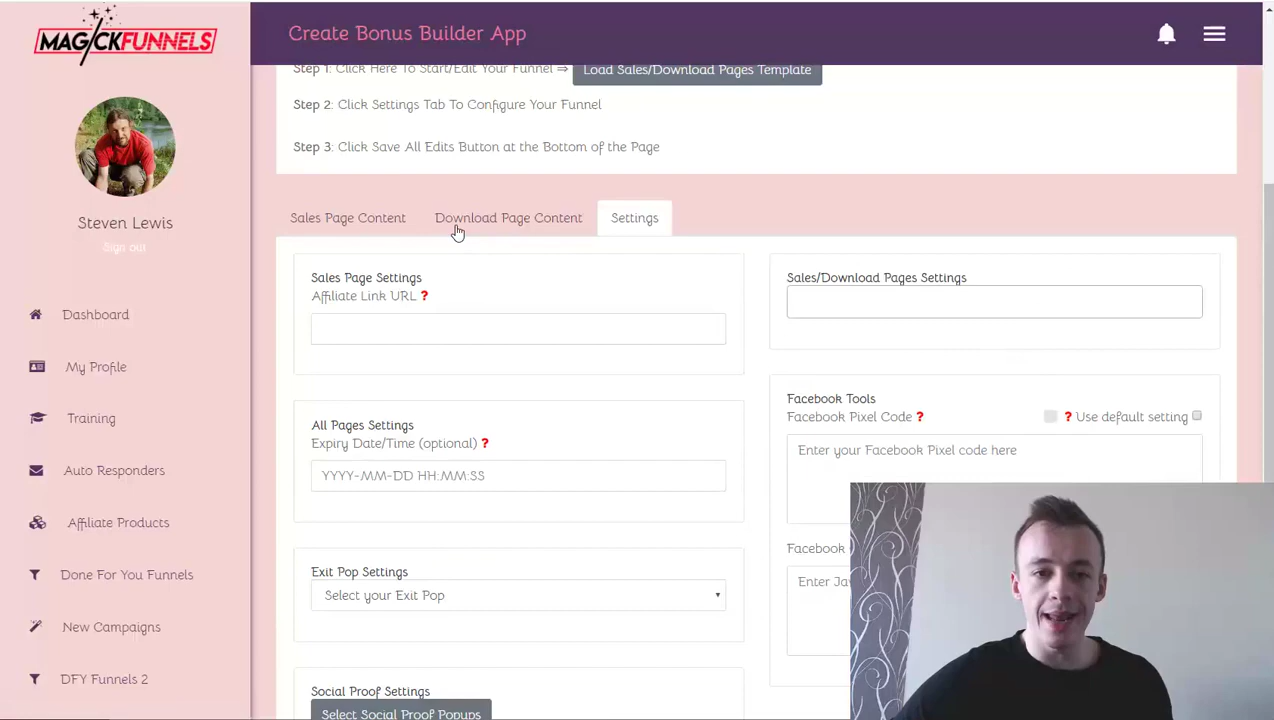 MAGICKFUNNELS
Create Bonus Builder App
Steven Lewis
Sign out
Dashboard
My Profile
Training
Auto Responders
Affiliate Products
Done For You Funnels
New Campaigns
DFY Funnels 2
Step 1: Click Here To Start/Edit Your Funnel ⇒ Load Sales/Download Pages Template
Step 2: Click Settings Tab To Configure Your Funnel
Step 3: Click Save All Edits Button at the Bottom of the Page
Sales Page Content Download Page Content Settings
Sales Page Settings
Affiliate Link URL ?
All Pages Settings
Expiry Date/Time (optional) ?
YYYY-MM-DD HH:MM:SS
Exit Pop Settings
Select your Exit Pop
Social Proof Settings
Select Social Proof Popups
Sales/Download Pages Settings
Facebook Tools
Facebook Pixel Code ? ? Use default setting
Enter your Facebook Pixel code here
Facebook
Enter Ja